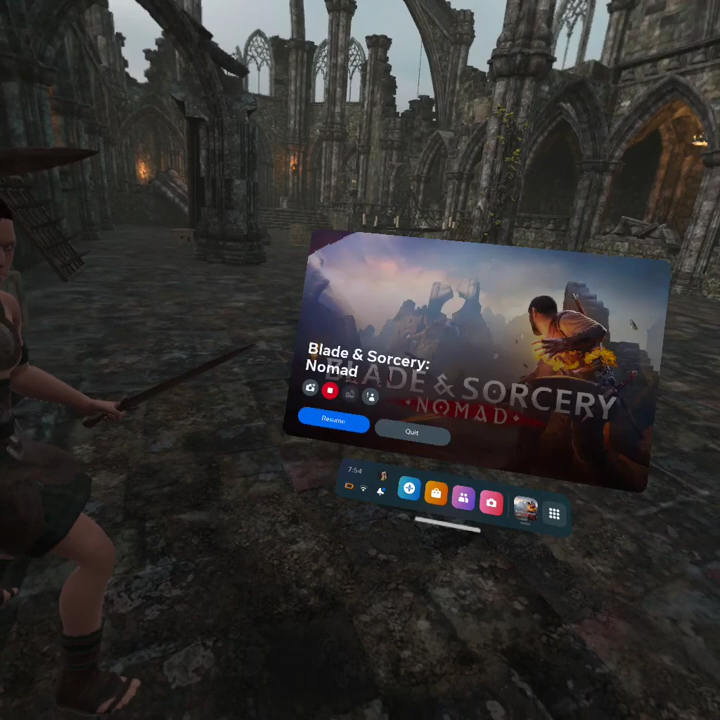 Blade & Sorcery:
Nomad
BLADE & SORCERY
NOMAD
Resume
Quit
7:54